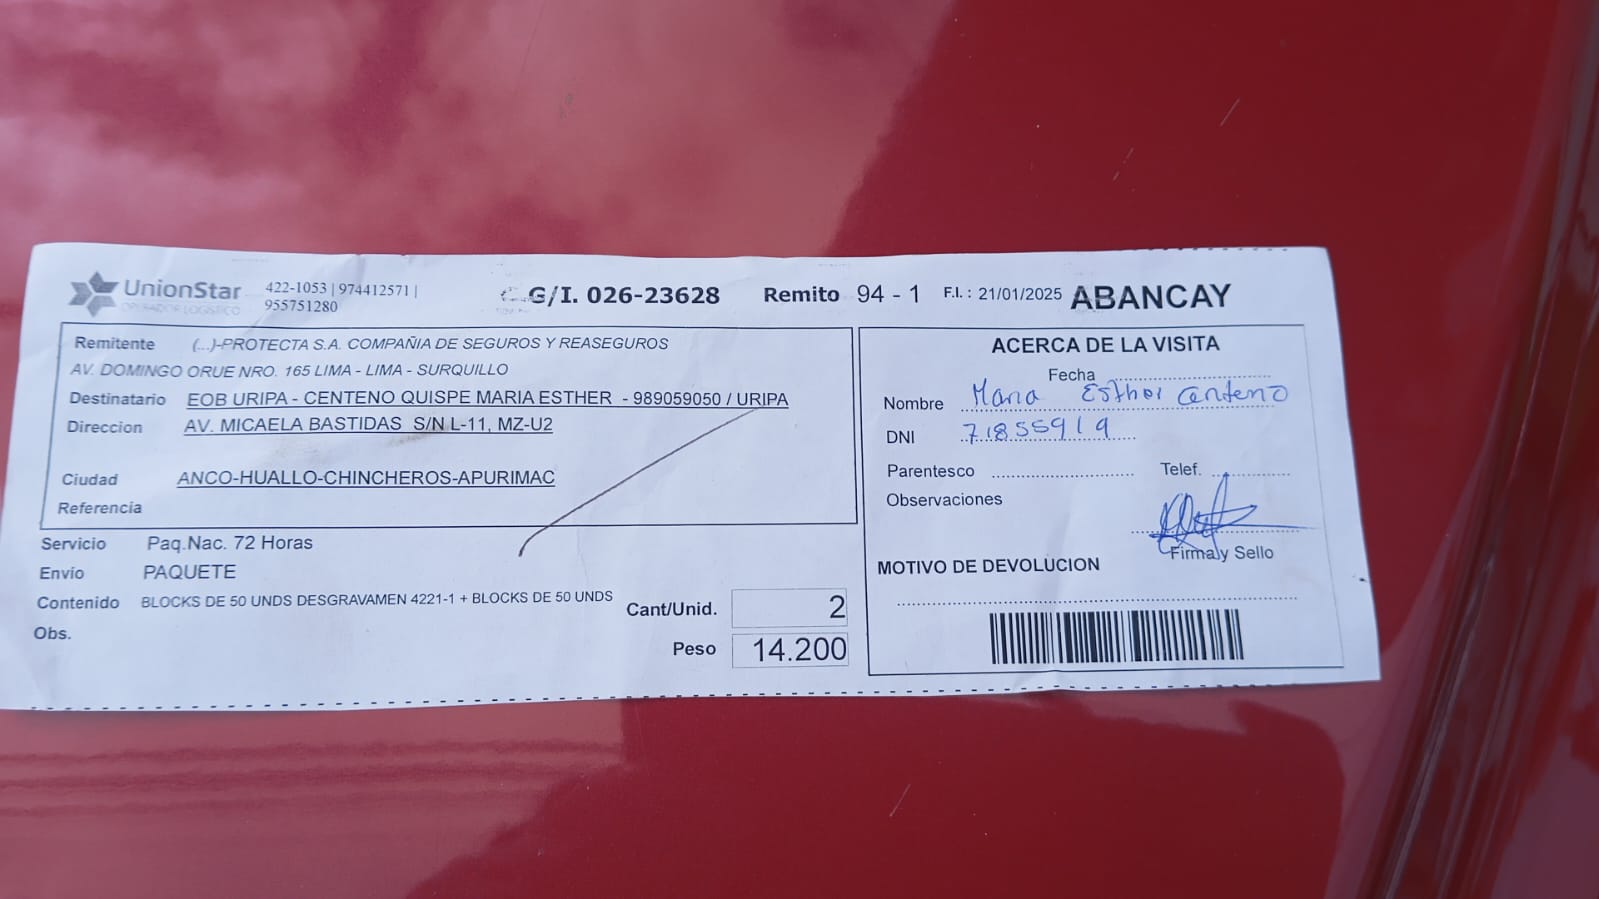 UnionStar
OPERADOR LOGISTICO
422-1053 | 974412571 |
955751280
G/I. 026-23628
Remito 94 - 1
F.I. : 21/01/2025
ABANCAY
Remitente (...)-PROTECTA S.A. COMPAÑIA DE SEGUROS Y REASEGUROS
AV. DOMINGO ORUE NRO. 165 LIMA - LIMA - SURQUILLO
Destinatario EOB URIPA - CENTENO QUISPE MARIA ESTHER - 989059050 / URIPA
Direccion AV. MICAELA BASTIDAS S/N L-11, MZ-U2
Ciudad ANCO-HUALLO-CHINCHEROS-APURIMAC
Referencia
Servicio Paq.Nac. 72 Horas
Envío PAQUETE
Contenido BLOCKS DE 50 UNDS DESGRAVAMEN 4221-1 + BLOCKS DE 50 UNDS
Obs.
Cant/Unid. 2
Peso 14.200
ACERCA DE LA VISITA
Fecha
Nombre Maria Esther Centeno
DNI 71855919
Parentesco
Telef.
Observaciones
Firma y Sello
MOTIVO DE DEVOLUCION